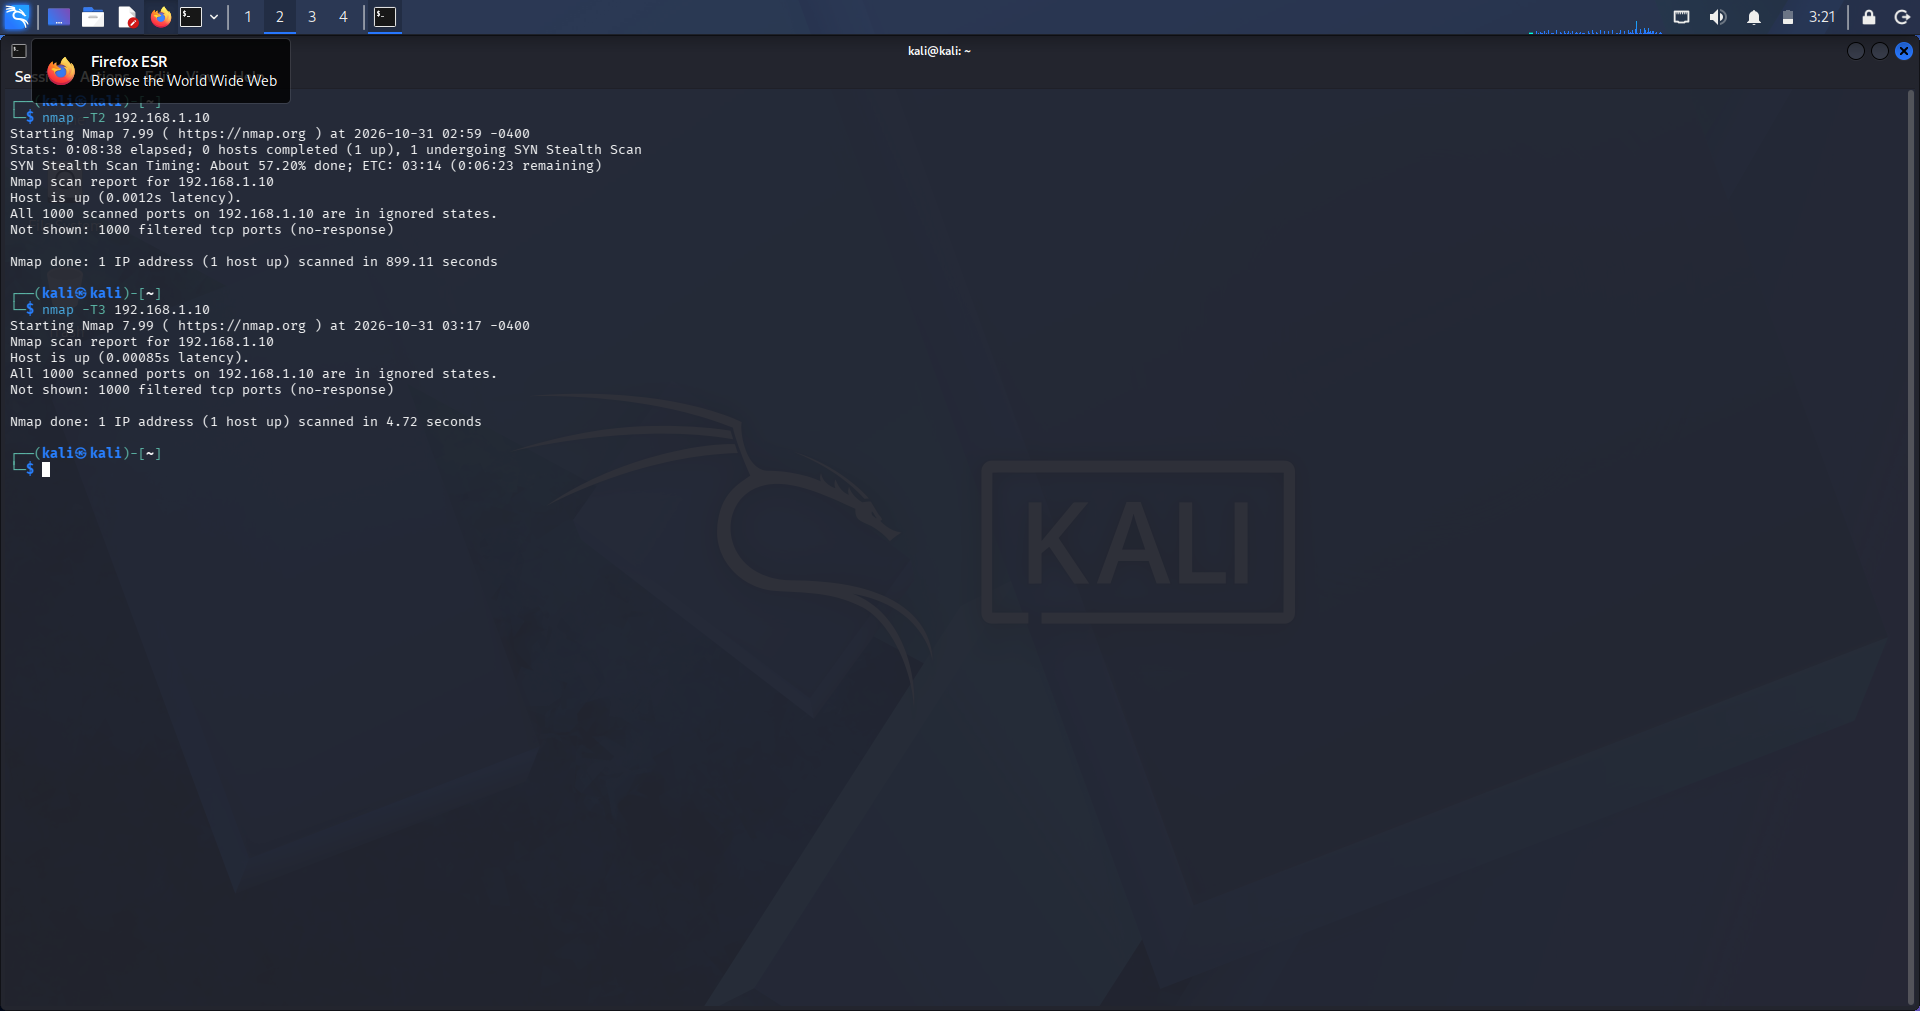 1 2 3 4 3:21
kali@kali: ~
Firefox ESR
Browse the World Wide Web
(kali㉿kali)-[~]
$ nmap -T2 192.168.1.10
Starting Nmap 7.99 ( https://nmap.org ) at 2026-10-31 02:59 -0400
Stats: 0:08:38 elapsed; 0 hosts completed (1 up), 1 undergoing SYN Stealth Scan
SYN Stealth Scan Timing: About 57.20% done; ETC: 03:14 (0:06:23 remaining)
Nmap scan report for 192.168.1.10
Host is up (0.0012s latency).
All 1000 scanned ports on 192.168.1.10 are in ignored states.
Not shown: 1000 filtered tcp ports (no-response)
Nmap done: 1 IP address (1 host up) scanned in 899.11 seconds
┌──(kali㉿kali)-[~]
└─$ nmap -T3 192.168.1.10
Starting Nmap 7.99 ( https://nmap.org ) at 2026-10-31 03:17 -0400
Nmap scan report for 192.168.1.10
Host is up (0.00085s latency).
All 1000 scanned ports on 192.168.1.10 are in ignored states.
Not shown: 1000 filtered tcp ports (no-response)
Nmap done: 1 IP address (1 host up) scanned in 4.72 seconds
┌──(kali㉿kali)-[~]
└─$
KALI